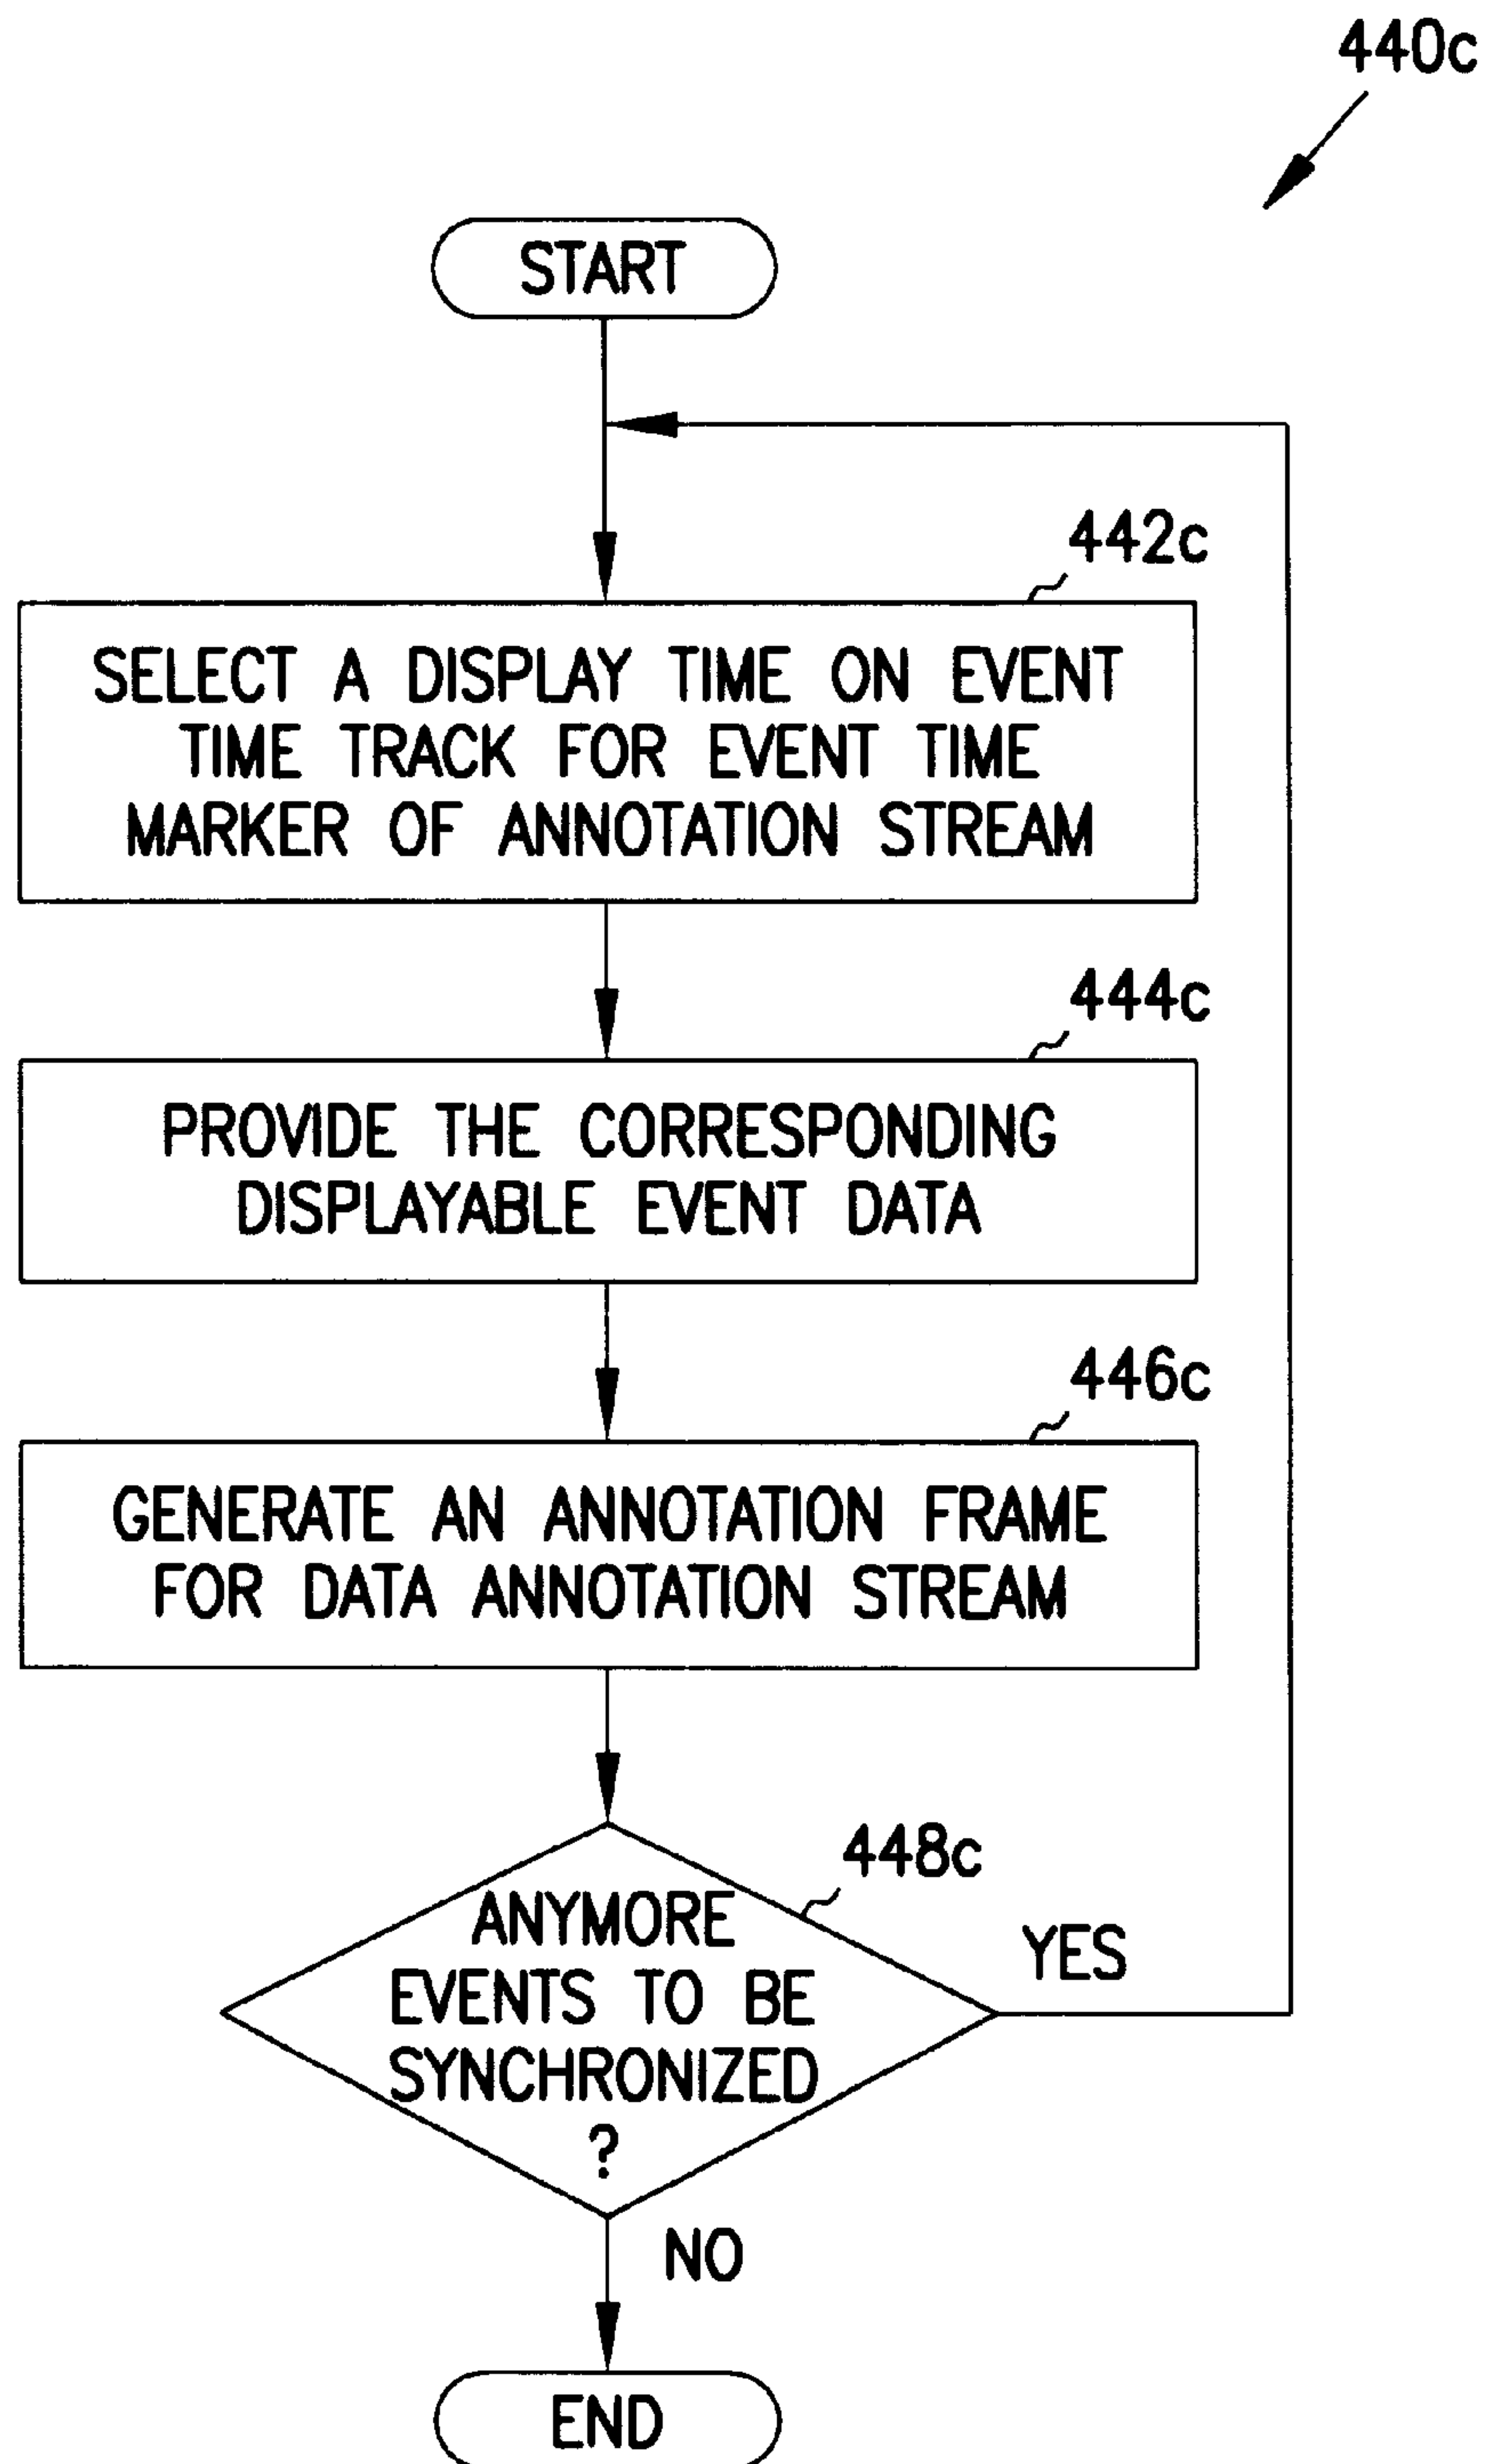 440c
START
442c
SELECT A DISPLAY TIME ON EVENT
TIME TRACK FOR EVENT TIME
MARKER OF ANNOTATION STREAM
444c
PROVIDE THE CORRESPONDING
DISPLAYABLE EVENT DATA
446c
GENERATE AN ANNOTATION FRAME
FOR DATA ANNOTATION STREAM
448c
ANYMORE
EVENTS TO BE
SYNCHRONIZED
?
YES
NO
END